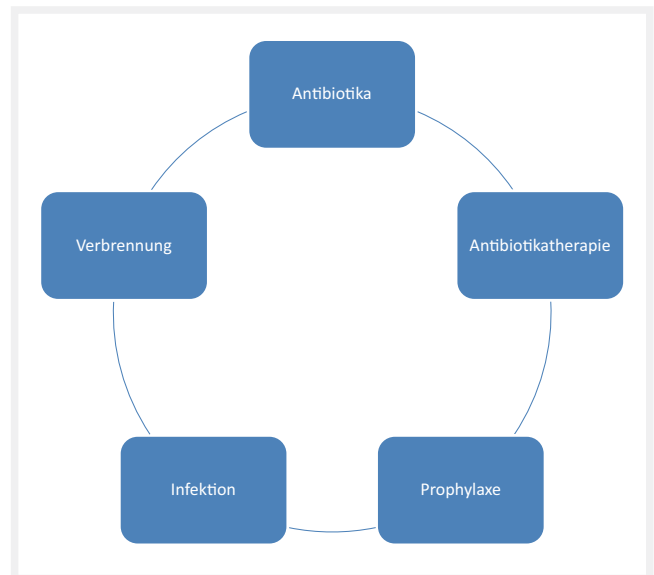 Antibiotika
Verbrennung
Antibiotikatherapie
Infektion
Prophylaxe